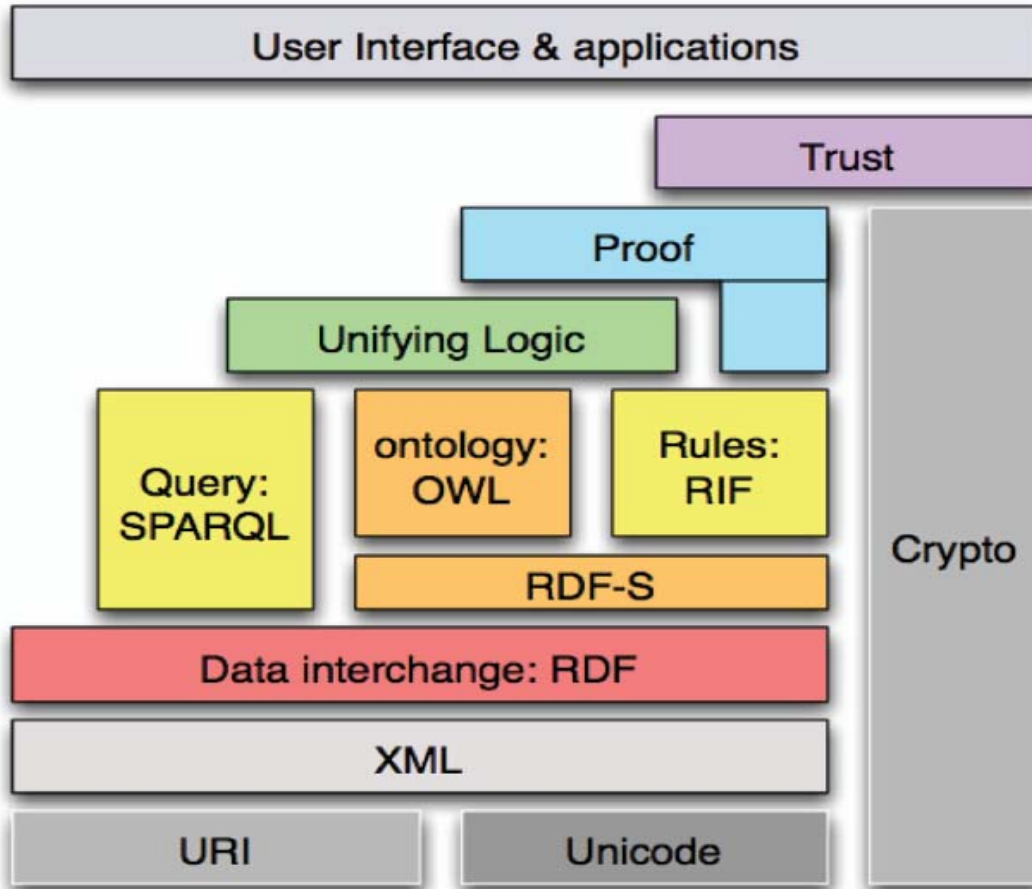 User Interface & applications
Trust
Proof
Unifying Logic
Query:
SPARQL
ontology:
OWL
Rules:
RIF
Crypto
RDF-S
Data interchange: RDF
XML
URI
Unicode